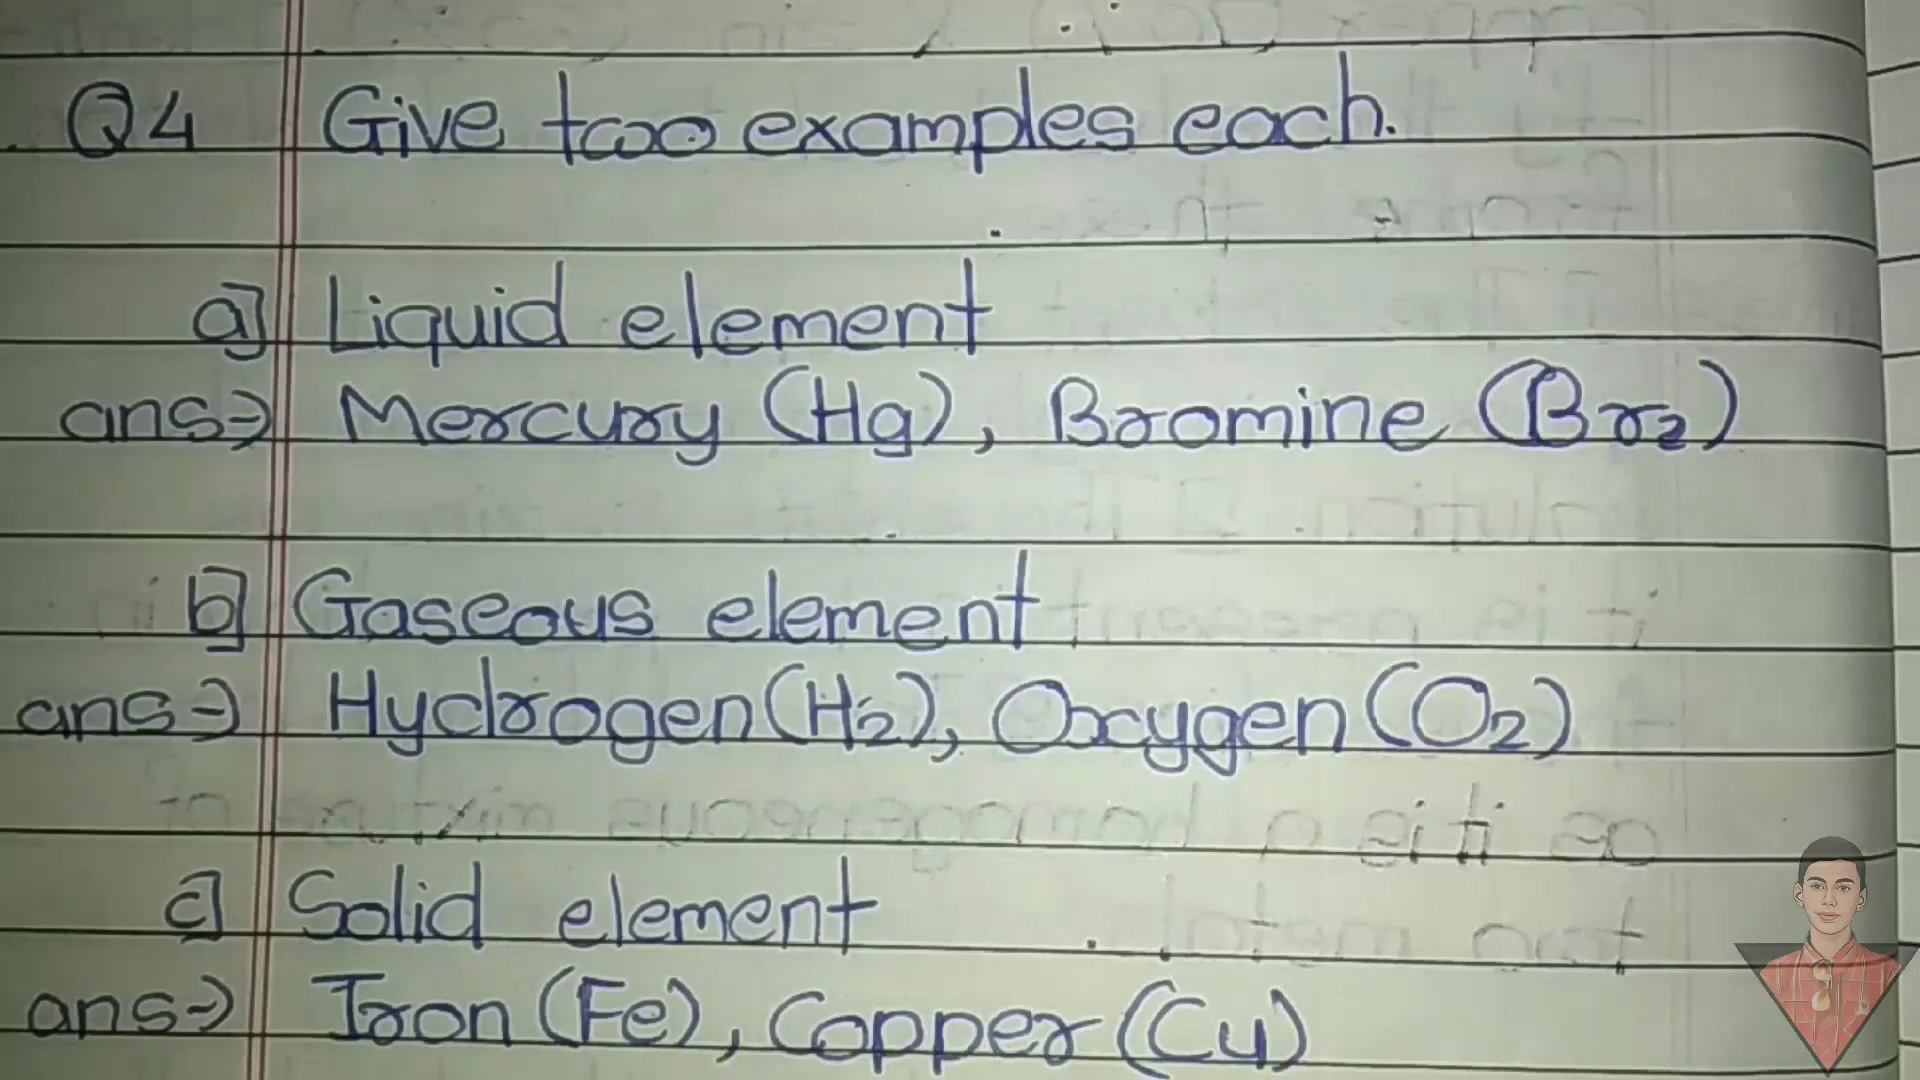 Q4 Give two examples each.
a] Liquid element
ans→ Mercury (Hg), Bromine (Br₂)
b] Gaseous element
ans→ Hydrogen (H₂), Oxygen (O₂)
c] Solid element
ans→ Iron (Fe), Copper (Cu)